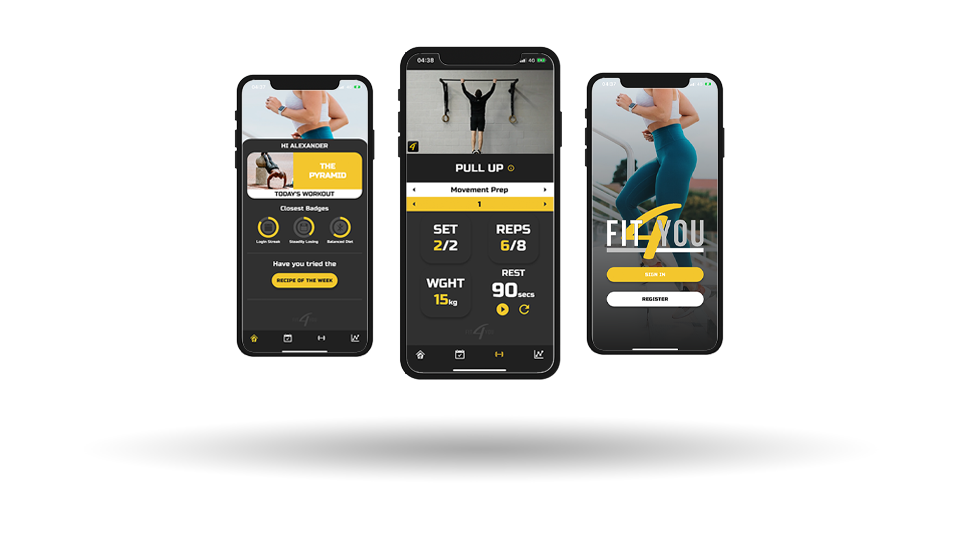 04:37
HI ALEXANDER
THE
PYRAMID
TODAY'S WORKOUT
Closest Badges
Login Streak
Steadily Losing
Balanced Diet
Have you tried the
RECIPE OF THE WEEK
04:38
4G
PULL UP
Movement Prep
1
SET
2/2
REPS
6/8
WGHT
15kg
REST
90secs
04:37
FIT 4 YOU
SIGN IN
REGISTER